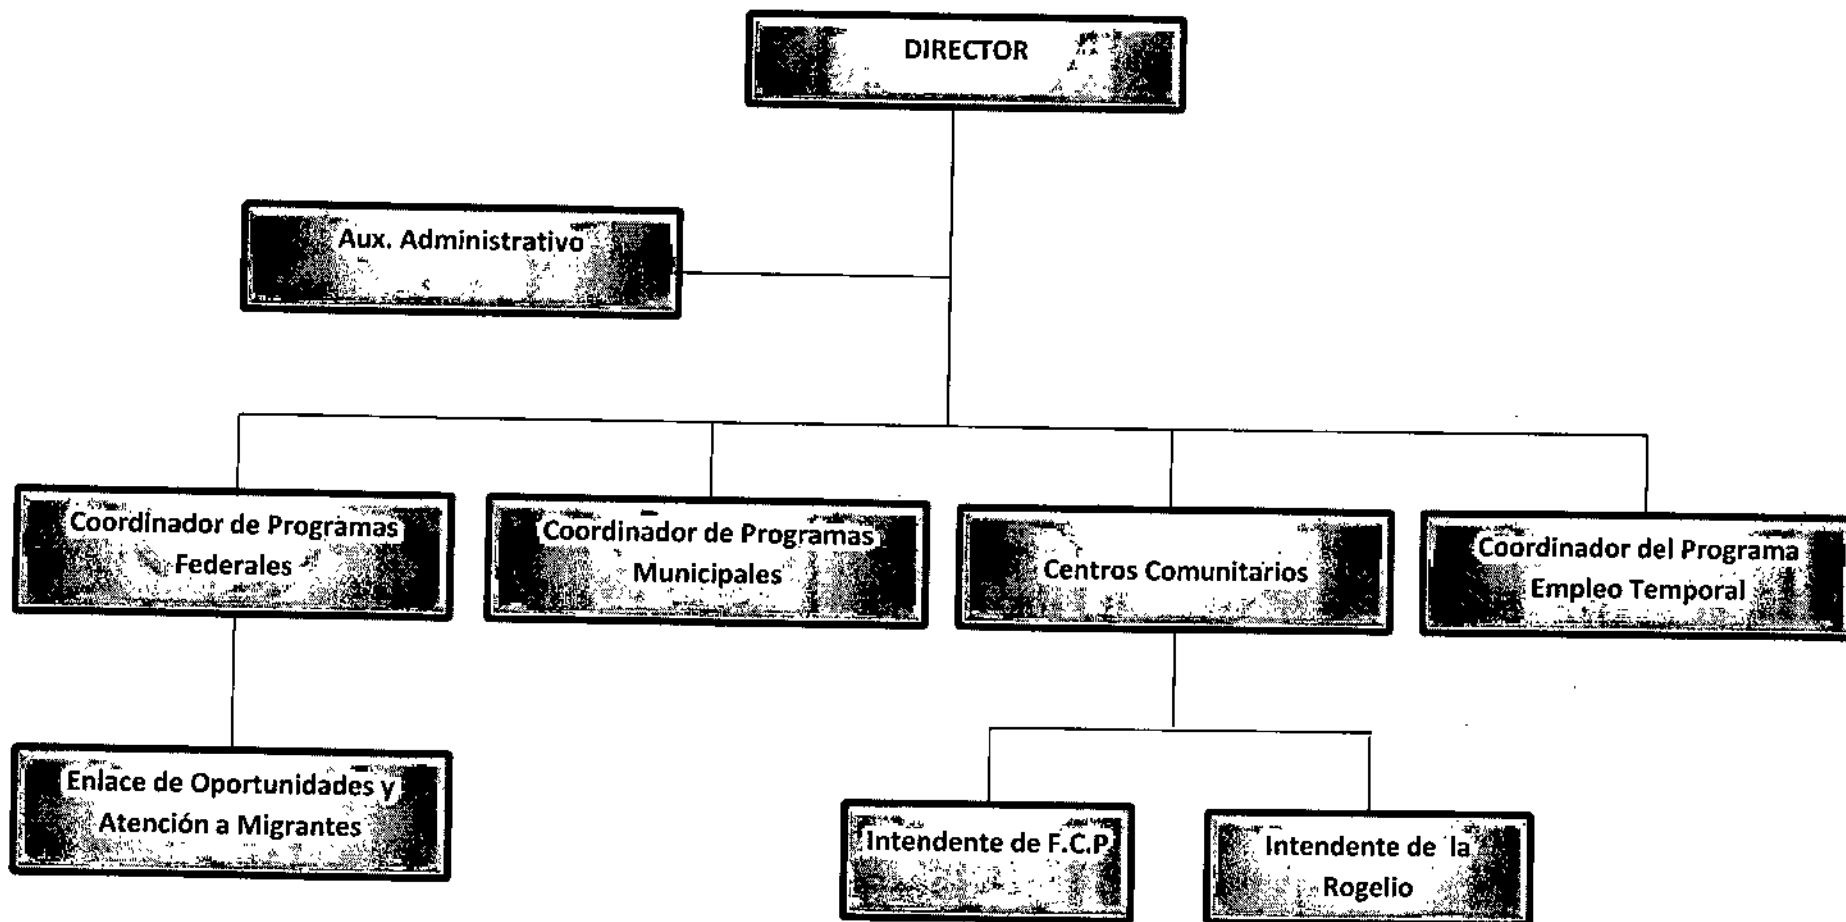 DIRECTOR
Aux. Administrativo
Coordinador de Programas
Federales
Coordinador de Programas
Municipales
Centros Comunitarios
Coordinador del Programa
Empleo Temporal
Enlace de Oportunidades y
Atención a Migrantes
Intendente de F.C.P
Intendente de la
Rogelio